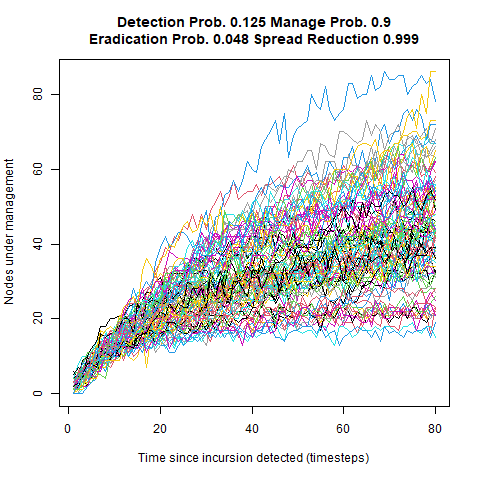 Detection Prob. 0.125 Manage Prob. 0.9
Eradication Prob. 0.048 Spread Reduction 0.999
Nodes under management
80
60
40
20
0
0 20 40 60 80
Time since incursion detected (timesteps)